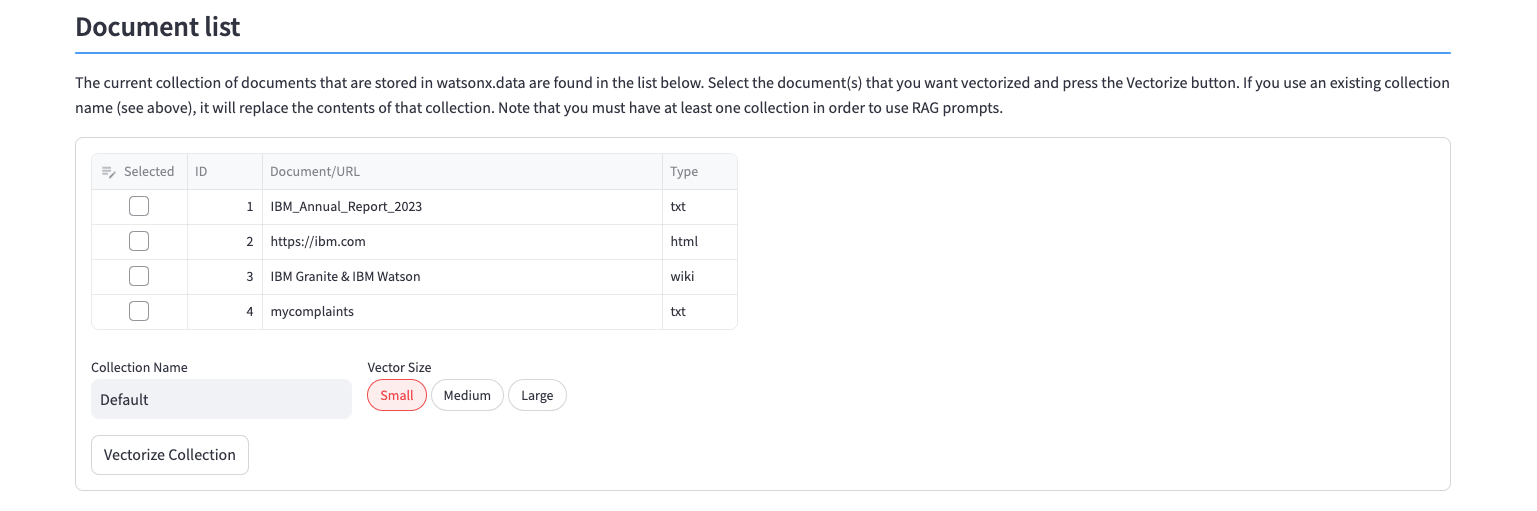 Document list
The current collection of documents that are stored in watsonx.data are found in the list below. Select the document(s) that you want vectorized and press the Vectorize button. If you use an existing collection
name (see above), it will replace the contents of that collection. Note that you must have at least one collection in order to use RAG prompts.
Selected ID Document/URL Type
1 IBM_Annual_Report_2023 txt
2 https://ibm.com html
3 IBM Granite & IBM Watson wiki
4 mycomplaints txt
Collection Name Vector Size
Default Small Medium Large
Vectorize Collection